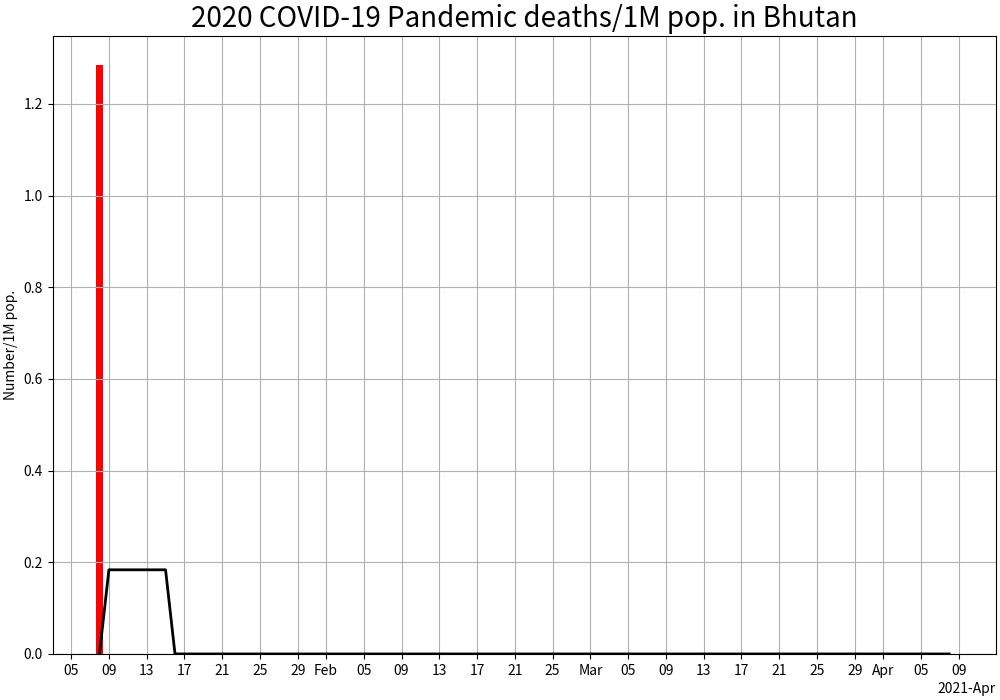 2020 COVID-19 Pandemic deaths/1M pop. in Bhutan
Number/1M pop.
1.2
1.0
0.8
0.6
0.4
0.2
0.0
05 09 13 17 21 25 29 Feb 05 09 13 17 21 25 Mar 05 09 13 17 21 25 29 Apr 05 09
2021-Apr